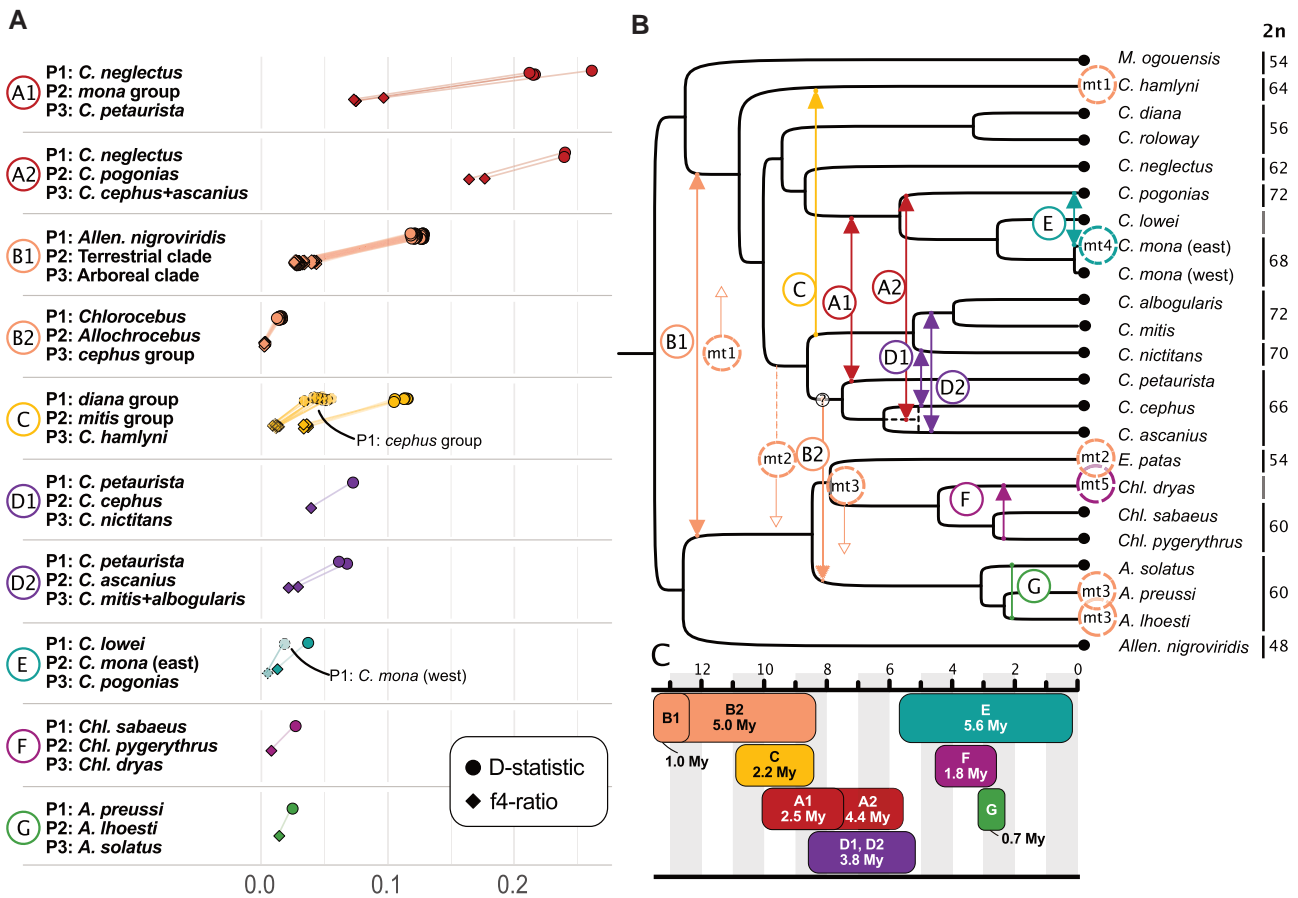 A
A1
P1: C. neglectus
P2: mona group
P3: C. petaurista
A2
P1: C. neglectus
P2: C. pogonias
P3: C. cephus+ascanius
B1
P1: Allen. nigroviridis
P2: Terrestrial clade
P3: Arboreal clade
B2
P1: Chlorocebus
P2: Allochrocebus
P3: cephus group
C
P1: diana group
P2: mitis group
P3: C. hamlyni
P1: cephus group
D1
P1: C. petaurista
P2: C. cephus
P3: C. nictitans
D2
P1: C. petaurista
P2: C. ascanius
P3: C. mitis+albogularis
E
P1: C. lowei
P2: C. mona (east)
P3: C. pogonias
P1: C. mona (west)
F
P1: Chl. sabaeus
P2: Chl. pygerythrus
P3: Chl. dryas
G
P1: A. preussi
P2: A. lhoesti
P3: A. solatus
D-statistic
f4-ratio
0.0 0.1 0.2
B
2n
M. ogouensis 54
mt1 C. hamlyni 64
C. diana
56
C. roloway
C. neglectus 62
C. pogonias 72
C. lowei
E
mt4 C. mona (east)
68
C. mona (west)
C. albogularis
72
C. mitis
C. nictitans 70
C. petaurista
C. cephus 66
C. ascanius
mt2 E. patas 54
mt5 Chl. dryas
Chl. sabaeus
60
Chl. pygerythrus
A. solatus
mt3 A. preussi 60
mt3 A. lhoesti
Allen. nigroviridis 48
C
A1
A2
B1
mt1
D1
D2
?
mt2
B2
mt3
F
G
C
12 10 8 6 4 2 0
B1
B2
5.0 My
1.0 My
E
5.6 My
C
2.2 My
F
1.8 My
A1
2.5 My
A2
4.4 My
G
0.7 My
D1, D2
3.8 My